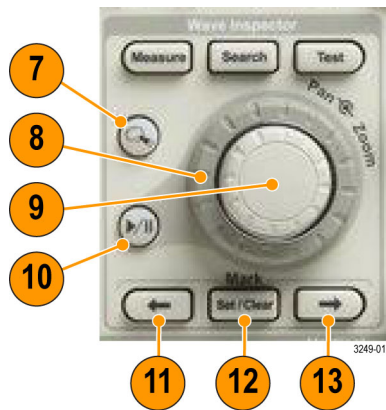 Wave Inspector
Measure Search Test
Pan Zoom
7
8
9
10
Mark
← Set / Clear →
3249-01
11 12 13